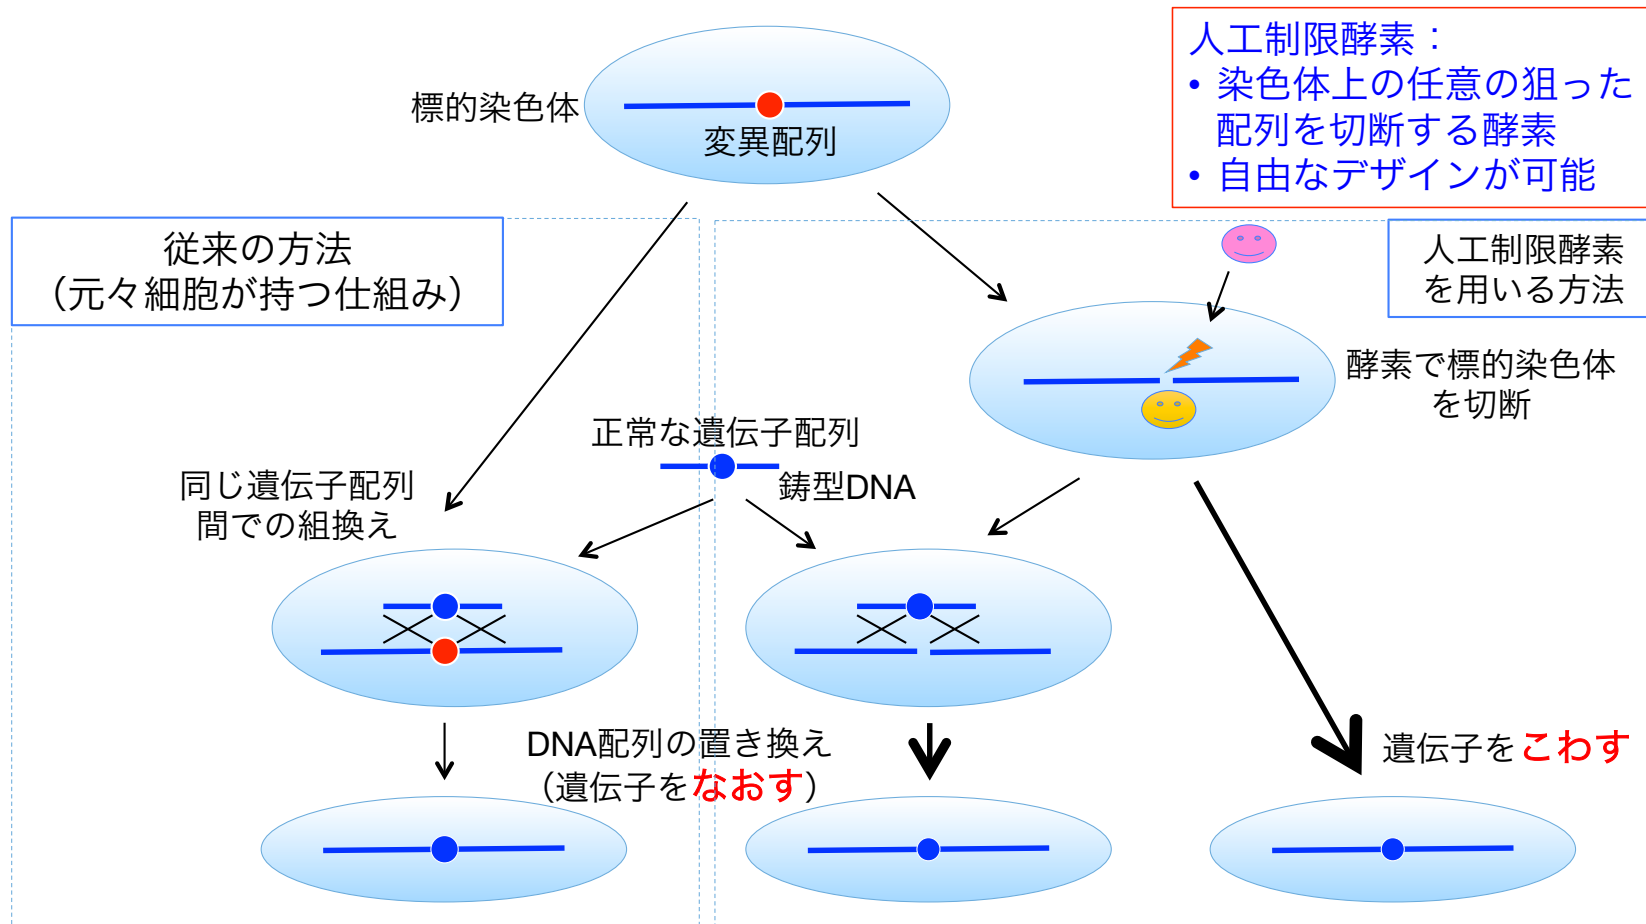 人工制限酵素：
• 染色体上の任意の狙った
配列を切断する酵素
• 自由なデザインが可能
標的染色体
変異配列
従来の方法
（元々細胞が持つ仕組み）
人工制限酵素
を用いる方法
酵素で標的染色体
を切断
正常な遺伝子配列
鋳型DNA
同じ遺伝子配列
間での組換え
DNA配列の置き換え
（遺伝子をなおす）
遺伝子をこわす